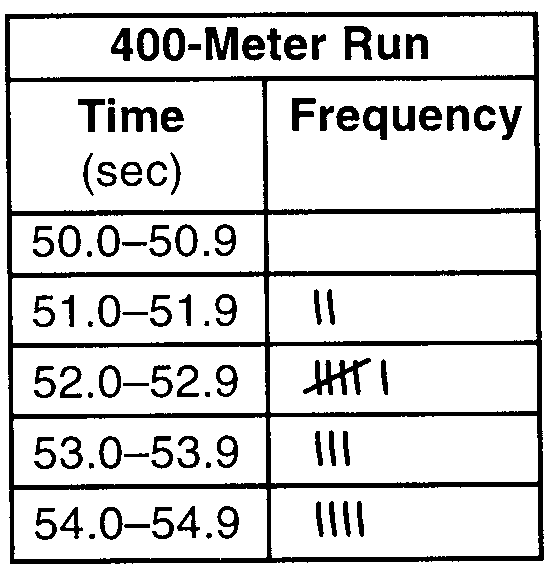 400-Meter Run
Time Frequency
(sec)
50.0–50.9
51.0–51.9 ||
52.0–52.9 𝍸 |
53.0–53.9 |||
54.0–54.9 ||||